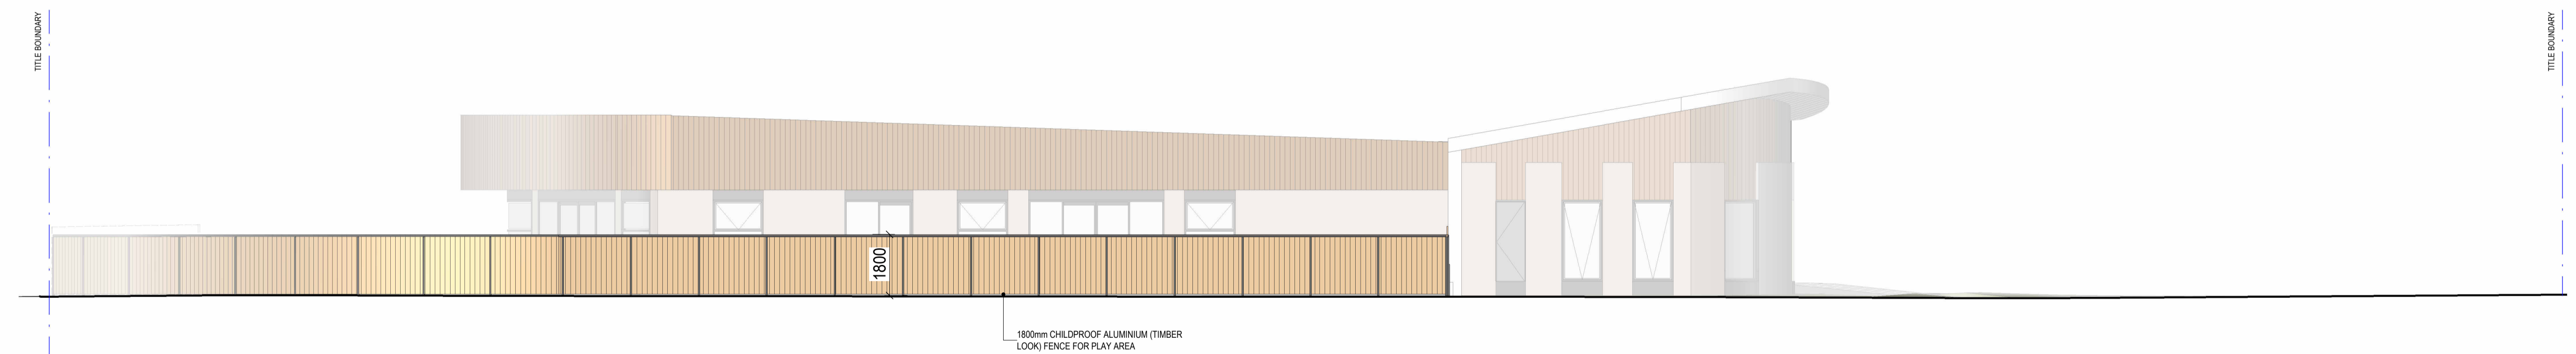 TITLE BOUNDARY
TITLE BOUNDARY
1800
1800mm CHILDPROOF ALUMINIUM (TIMBER
LOOK) FENCE FOR PLAY AREA